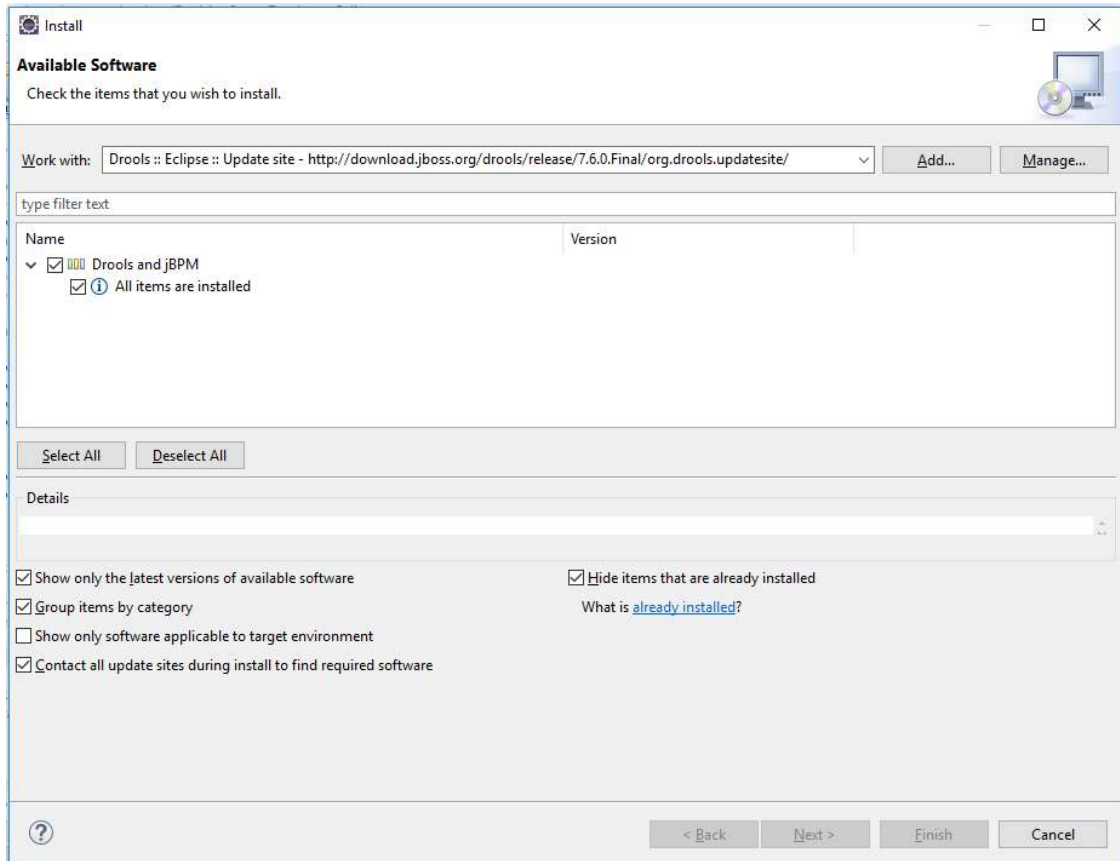 Install
Available Software
Check the items that you wish to install.
Work with: Drools :: Eclipse :: Update site - http://download.jboss.org/drools/release/7.6.0.Final/org.drools.updatesite/ Add... Manage...
type filter text
Name Version
Drools and jBPM
All items are installed
Select All Deselect All
Details
Show only the latest versions of available software Hide items that are already installed
Group items by category What is already installed?
Show only software applicable to target environment
Contact all update sites during install to find required software
? < Back Next > Finish Cancel